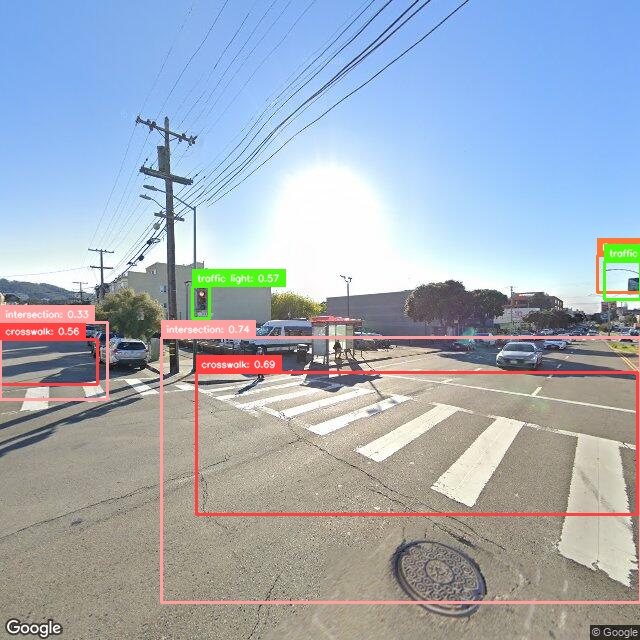 traffic light: 0.57
traffic
intersection: 0.33
crosswalk: 0.56
intersection: 0.74
crosswalk: 0.69
Google
© Google